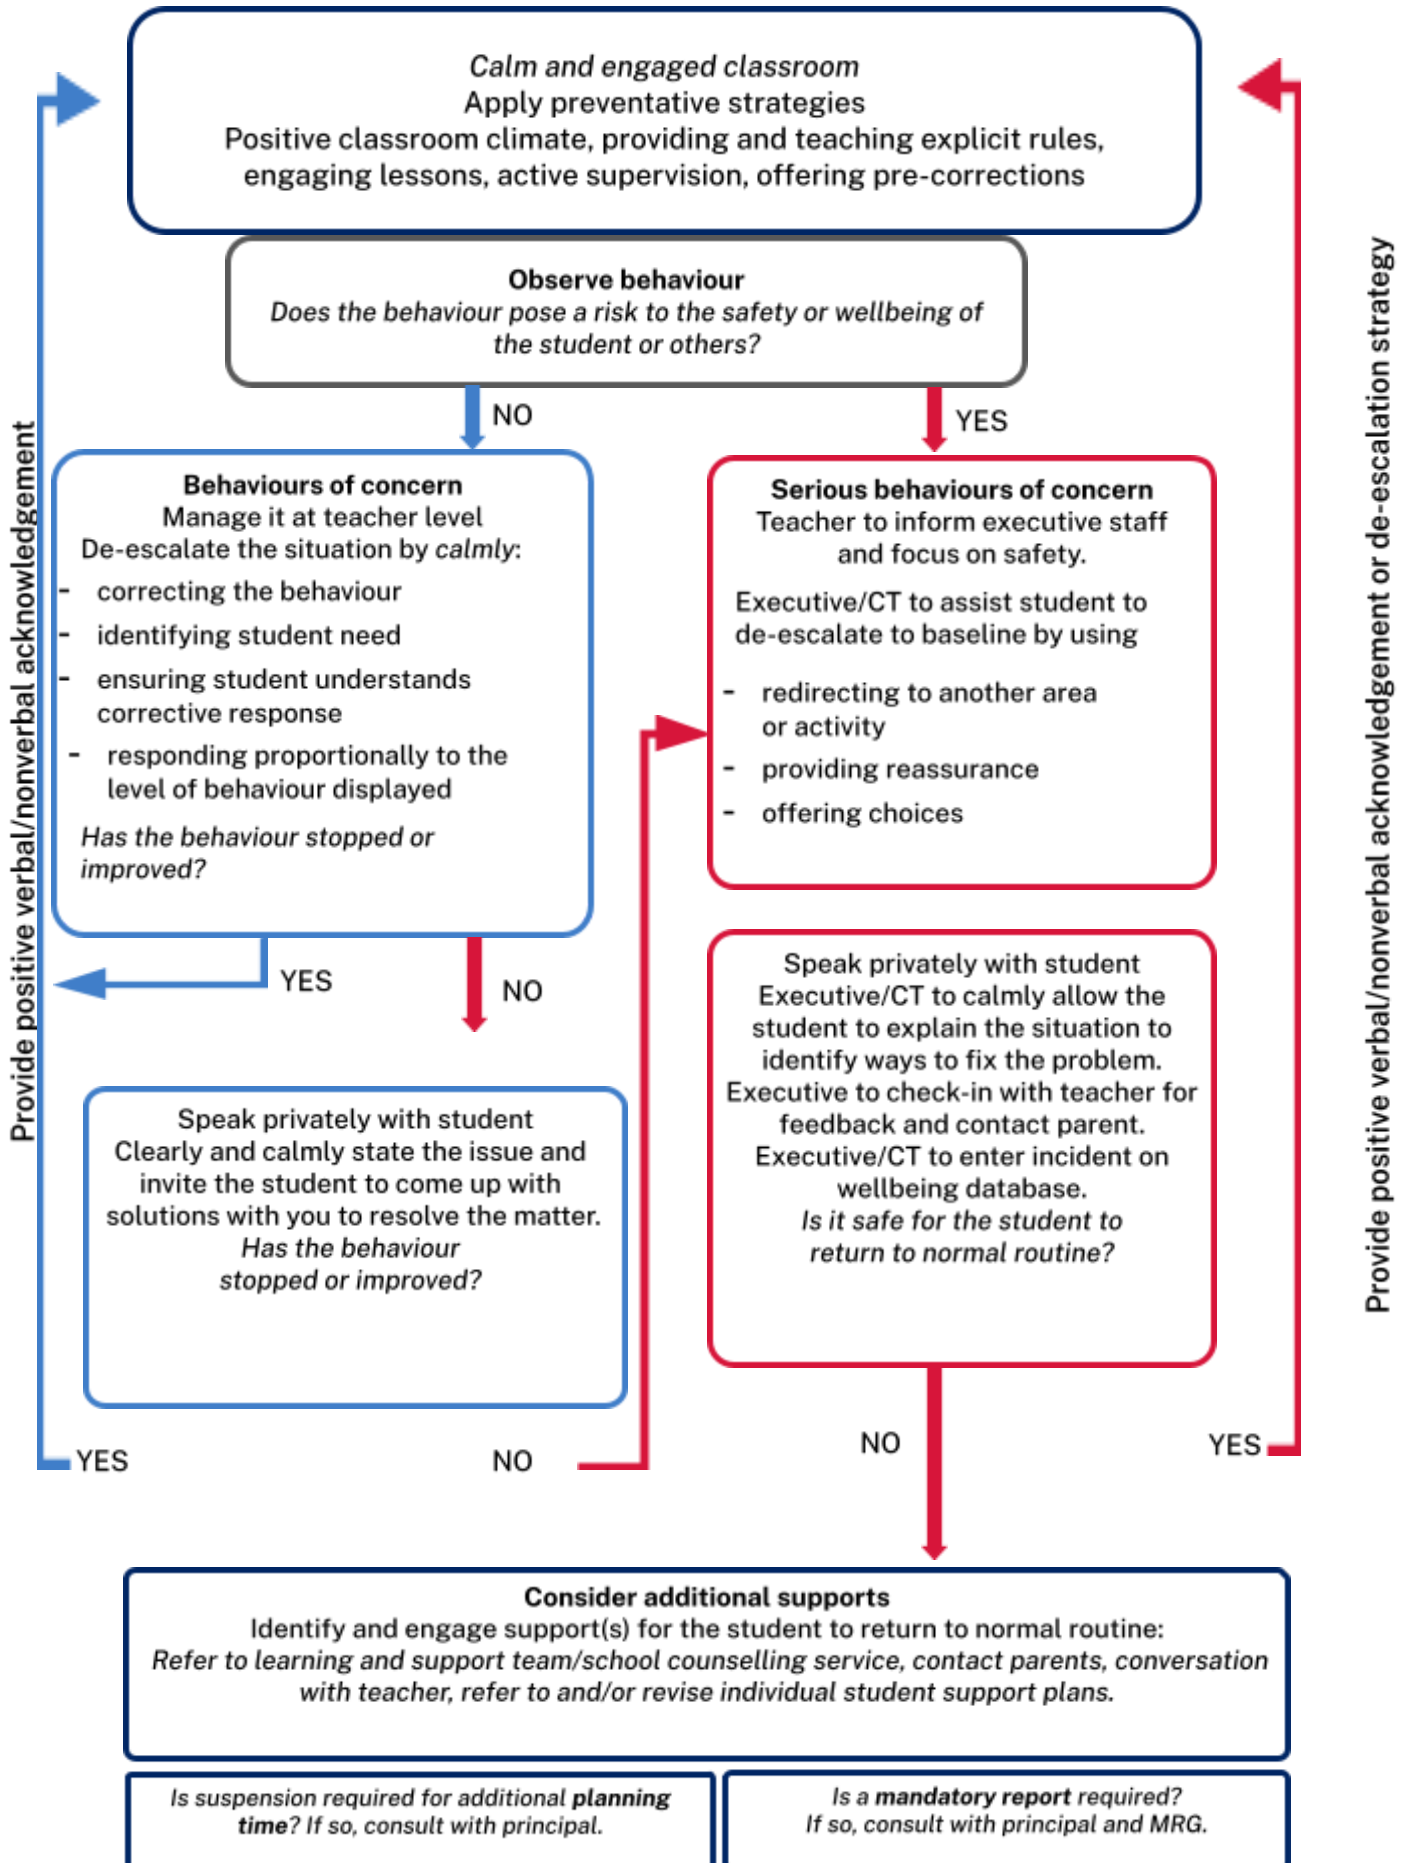 Calm and engaged classroom
Apply preventative strategies
Positive classroom climate, providing and teaching explicit rules,
engaging lessons, active supervision, offering pre-corrections
Observe behaviour
Does the behaviour pose a risk to the safety or wellbeing of
the student or others?
NO
YES
Behaviours of concern
Manage it at teacher level
De-escalate the situation by calmly:
- correcting the behaviour
- identifying student need
- ensuring student understands
corrective response
- responding proportionally to the
level of behaviour displayed
Has the behaviour stopped or
improved?
YES
NO
Speak privately with student
Clearly and calmly state the issue and
invite the student to come up with
solutions with you to resolve the matter.
Has the behaviour
stopped or improved?
YES
NO
Provide positive verbal/nonverbal acknowledgement
Serious behaviours of concern
Teacher to inform executive staff
and focus on safety.
Executive/CT to assist student to
de-escalate to baseline by using
- redirecting to another area
or activity
- providing reassurance
- offering choices
Speak privately with student
Executive/CT to calmly allow the
student to explain the situation to
identify ways to fix the problem.
Executive to check-in with teacher for
feedback and contact parent.
Executive/CT to enter incident on
wellbeing database.
Is it safe for the student to
return to normal routine?
NO
YES
Provide positive verbal/nonverbal acknowledgement or de-escalation strategy
Consider additional supports
Identify and engage support(s) for the student to return to normal routine:
Refer to learning and support team/school counselling service, contact parents, conversation
with teacher, refer to and/or revise individual student support plans.
Is suspension required for additional planning
time? If so, consult with principal.
Is a mandatory report required?
If so, consult with principal and MRG.